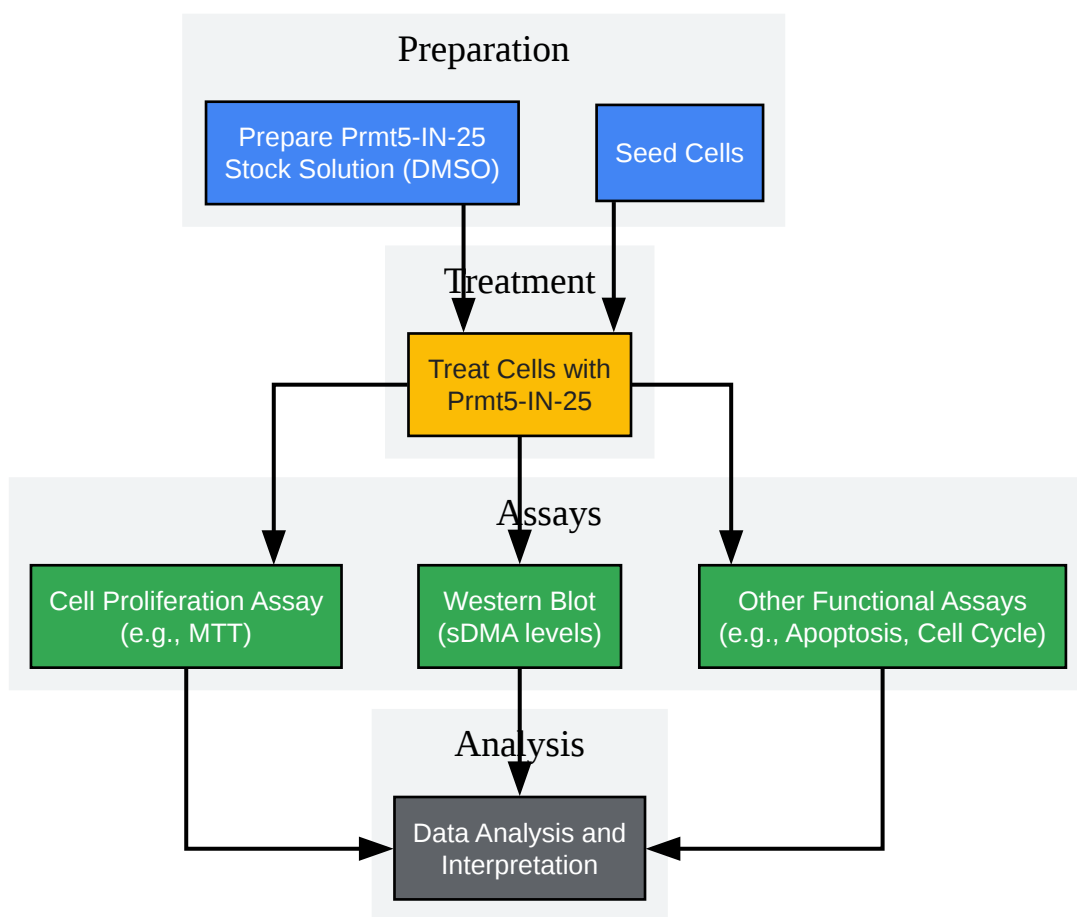 Preparation
Prepare Prmt5-IN-25
Stock Solution (DMSO)
Seed Cells
Treatment
Treat Cells with
Prmt5-IN-25
Assays
Cell Proliferation Assay
(e.g., MTT)
Western Blot
(sDMA levels)
Other Functional Assays
(e.g., Apoptosis, Cell Cycle)
Analysis
Data Analysis and
Interpretation